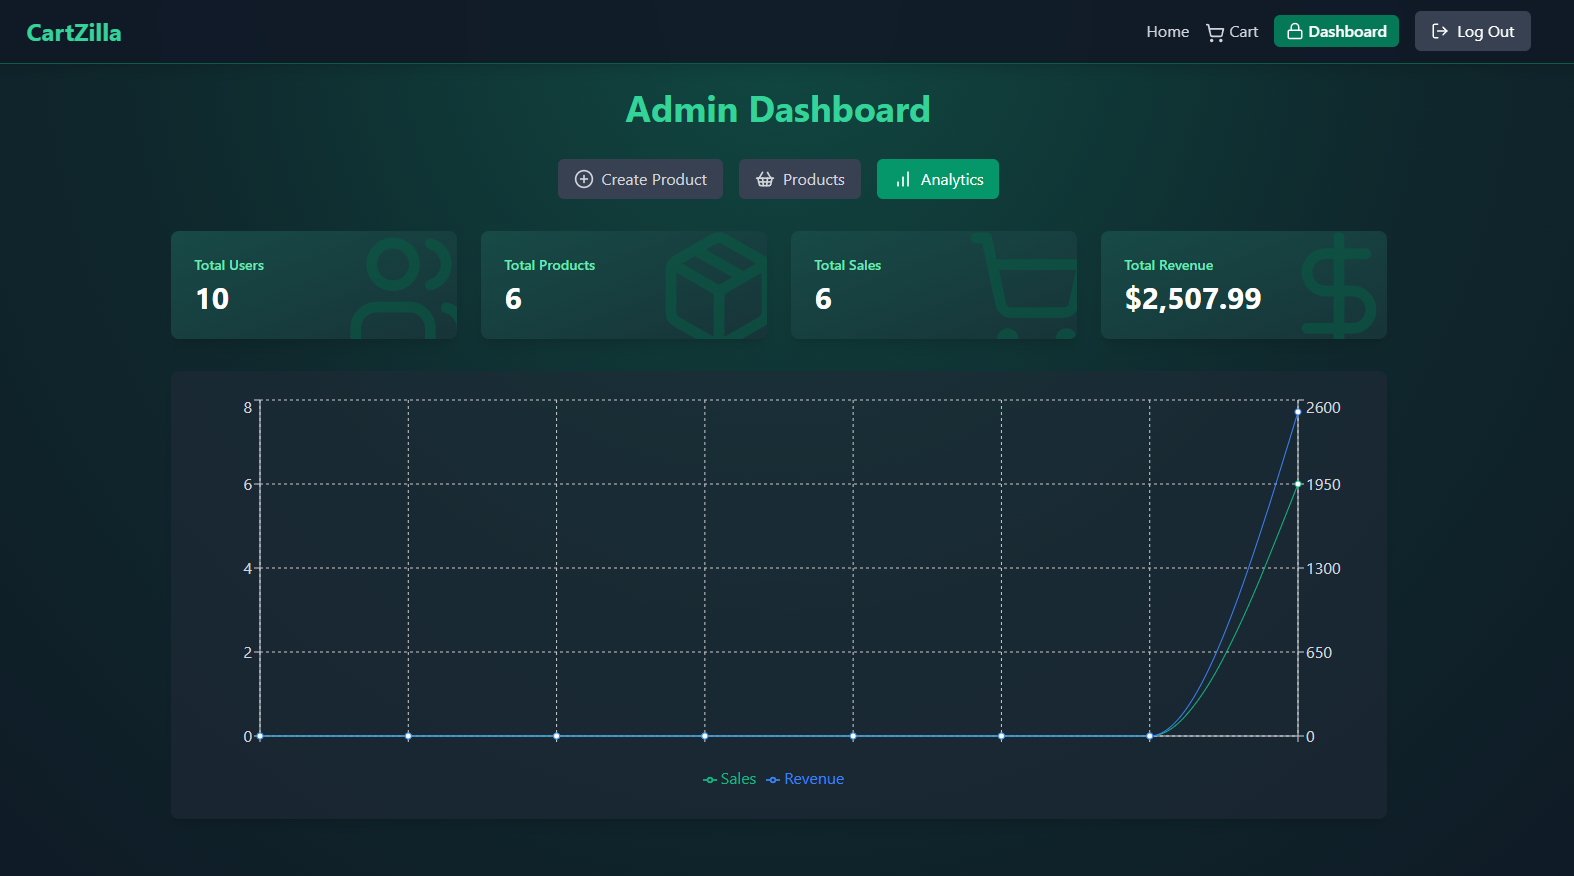 CartZilla
Home Cart Dashboard Log Out
Admin Dashboard
Create Product Products Analytics
Total Users
10
Total Products
6
Total Sales
6
Total Revenue
$2,507.99
8 2600
6 1950
4 1300
2 650
0 0
Sales Revenue